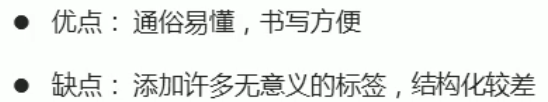 ● 优点：通俗易懂，书写方便
● 缺点：添加许多无意义的标签，结构化较差